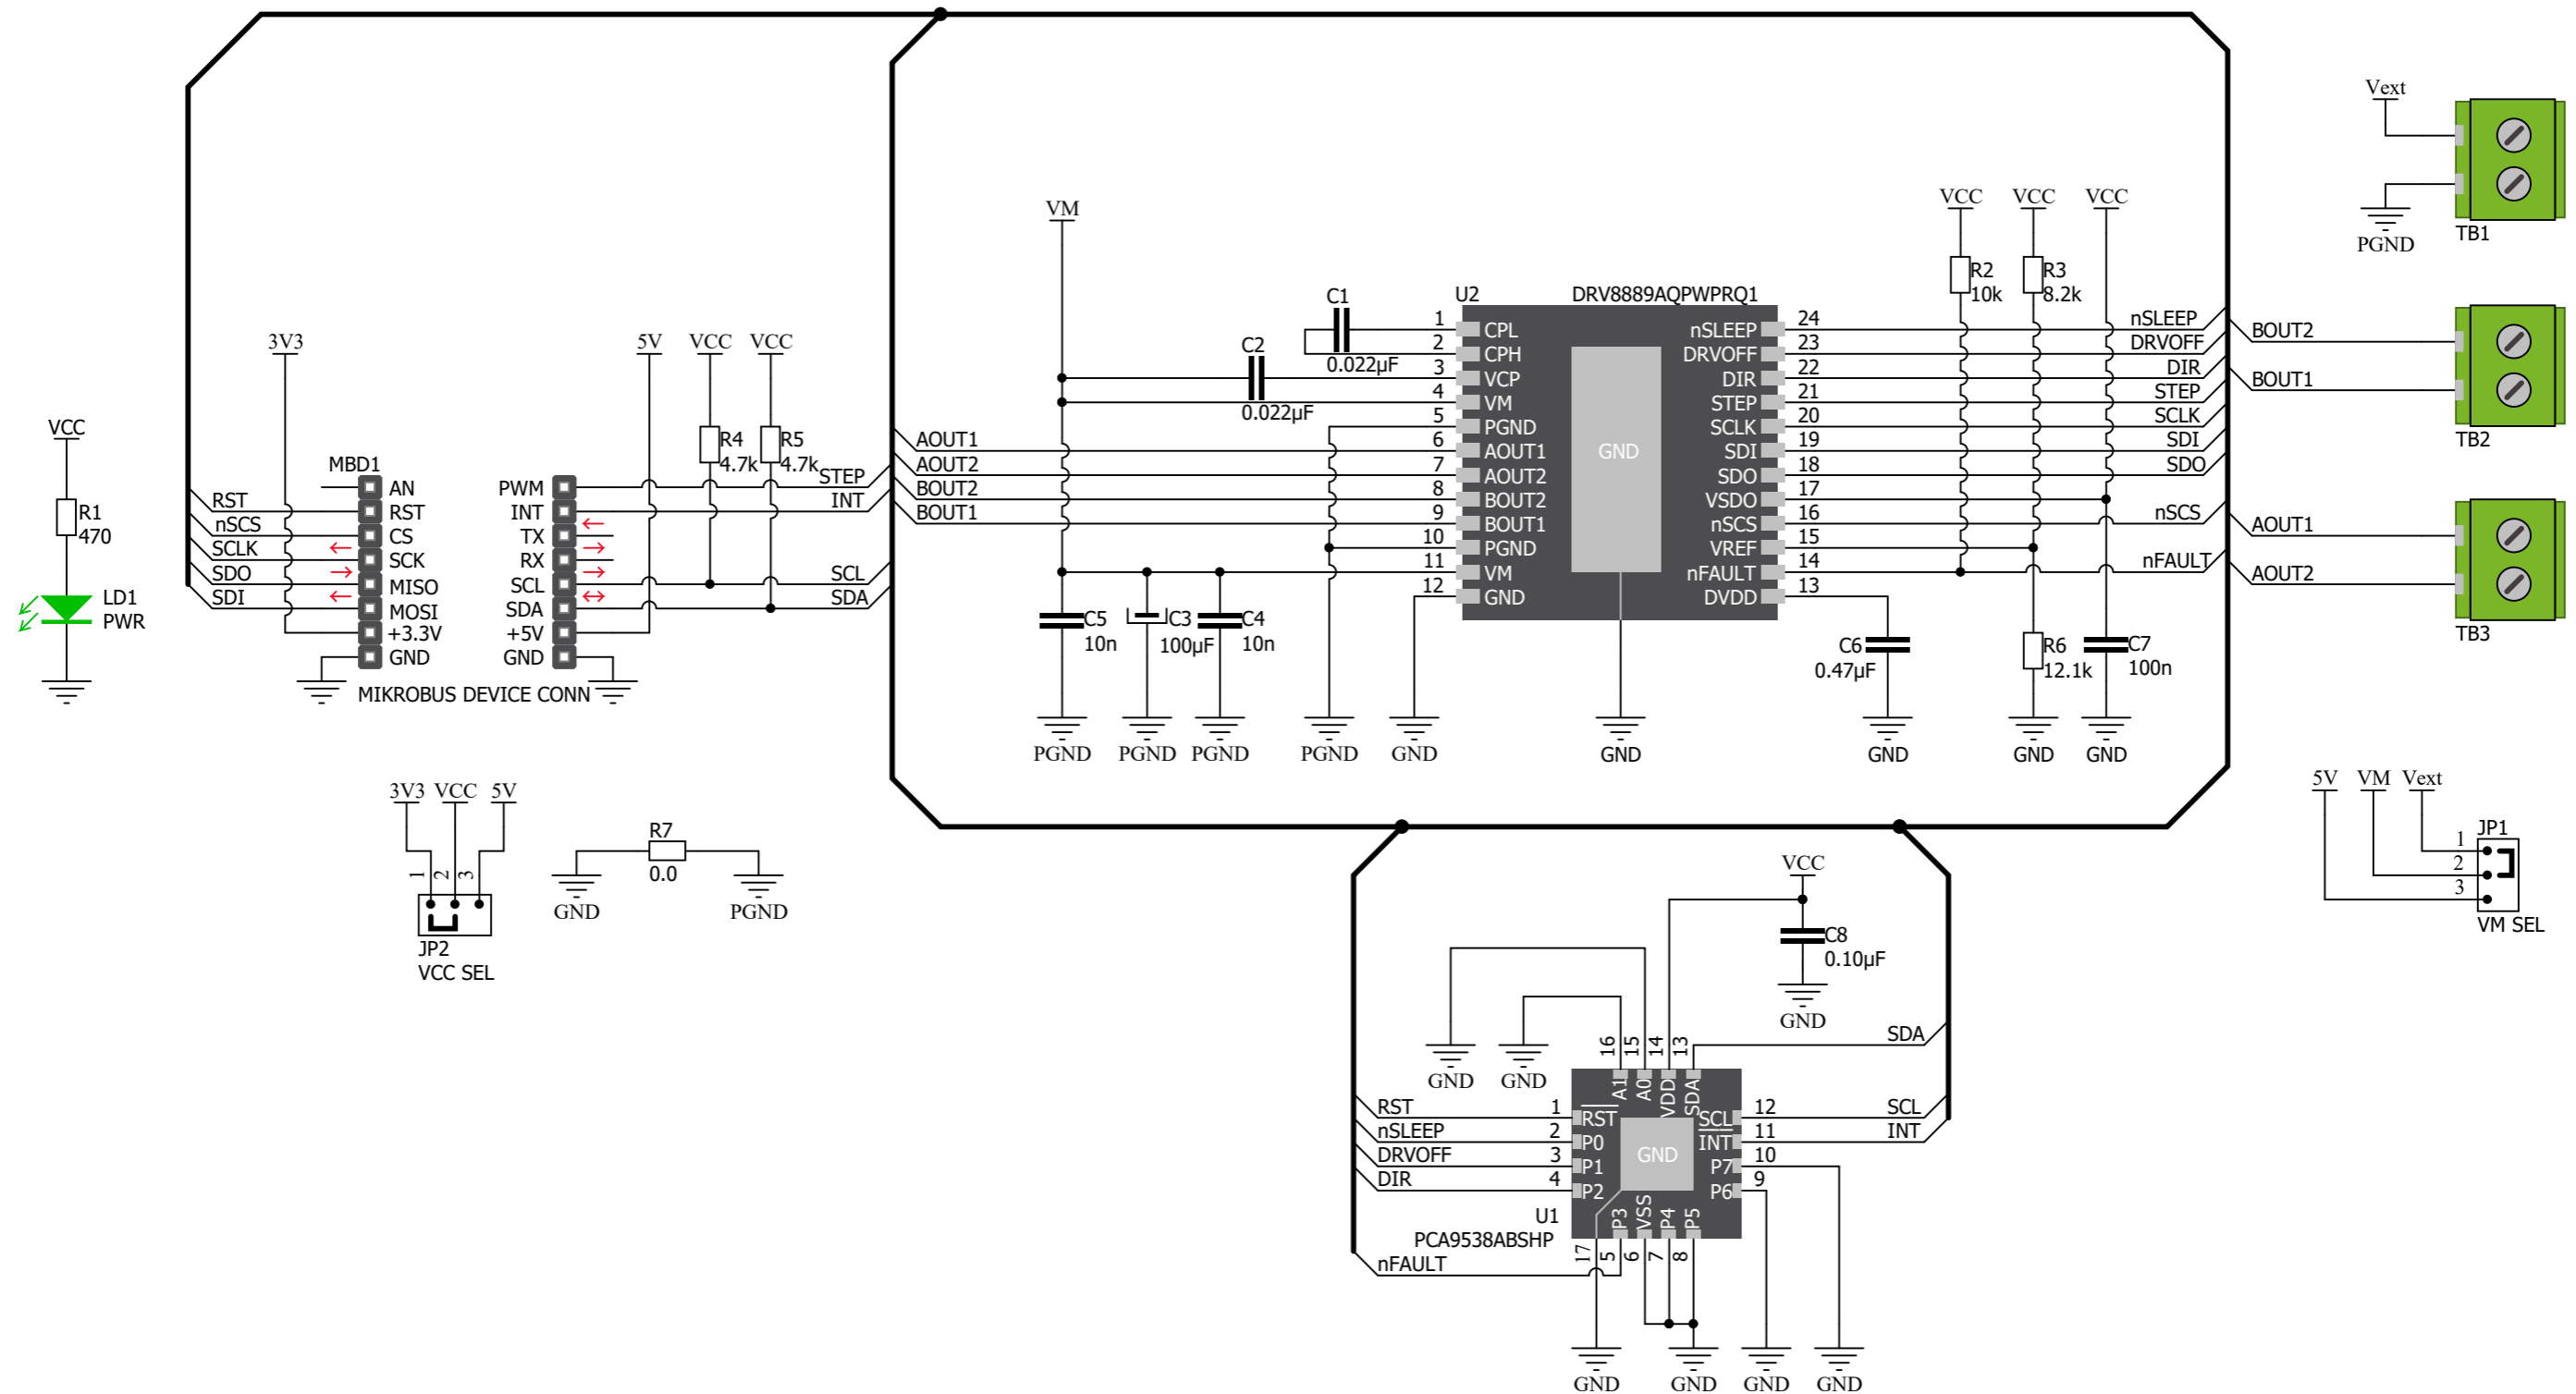 VCC
R1
470
LD1
PWR
3V3
MBD1
RST
nSCS
SCLK
SDO
SDI
AN
RST
CS
SCK
MISO
MOSI
+3.3V
GND
PWM
INT
TX
RX
SCL
SDA
+5V
GND
MIKROBUS DEVICE CONN
5V
VCC
VCC
R4
4.7k
R5
4.7k
STEP
INT
SCL
SDA
3V3
VCC
5V
1
2
3
JP2
VCC SEL
R7
0.0
GND
PGND
VM
C1
0.022µF
C2
0.022µF
AOUT1
AOUT2
BOUT2
BOUT1
C5
10n
C3
100µF
C4
10n
PGND
PGND
PGND
PGND
GND
U2
DRV8889AQPWPRQ1
1
2
3
4
5
6
7
8
9
10
11
12
CPL
CPH
VCP
VM
PGND
AOUT1
AOUT2
BOUT2
BOUT1
PGND
VM
GND
GND
nSLEEP
DRVOFF
DIR
STEP
SCLK
SDI
SDO
VSDO
nSCS
VREF
nFAULT
DVDD
24
23
22
21
20
19
18
17
16
15
14
13
GND
VCC
VCC
VCC
R2
10k
R3
8.2k
nSLEEP
DRVOFF
DIR
STEP
SCLK
SDI
SDO
nSCS
nFAULT
C6
0.47µF
R6
12.1k
C7
100n
GND
GND
GND
Vext
PGND
TB1
BOUT2
BOUT1
TB2
AOUT1
AOUT2
TB3
5V
VM
Vext
1
2
3
JP1
VM SEL
VCC
C8
0.10µF
GND
GND
GND
16
15
14
13
SDA
A1
A0
VDD
SDA
RST
nSLEEP
DRVOFF
DIR
1
2
3
4
RST
P0
P1
P2
GND
SCL
INT
P7
P6
12
11
10
9
SCL
INT
P3
VSS
P4
P5
U1
PCA9538ABSHP
17
5
6
7
8
nFAULT
GND
GND
GND
GND